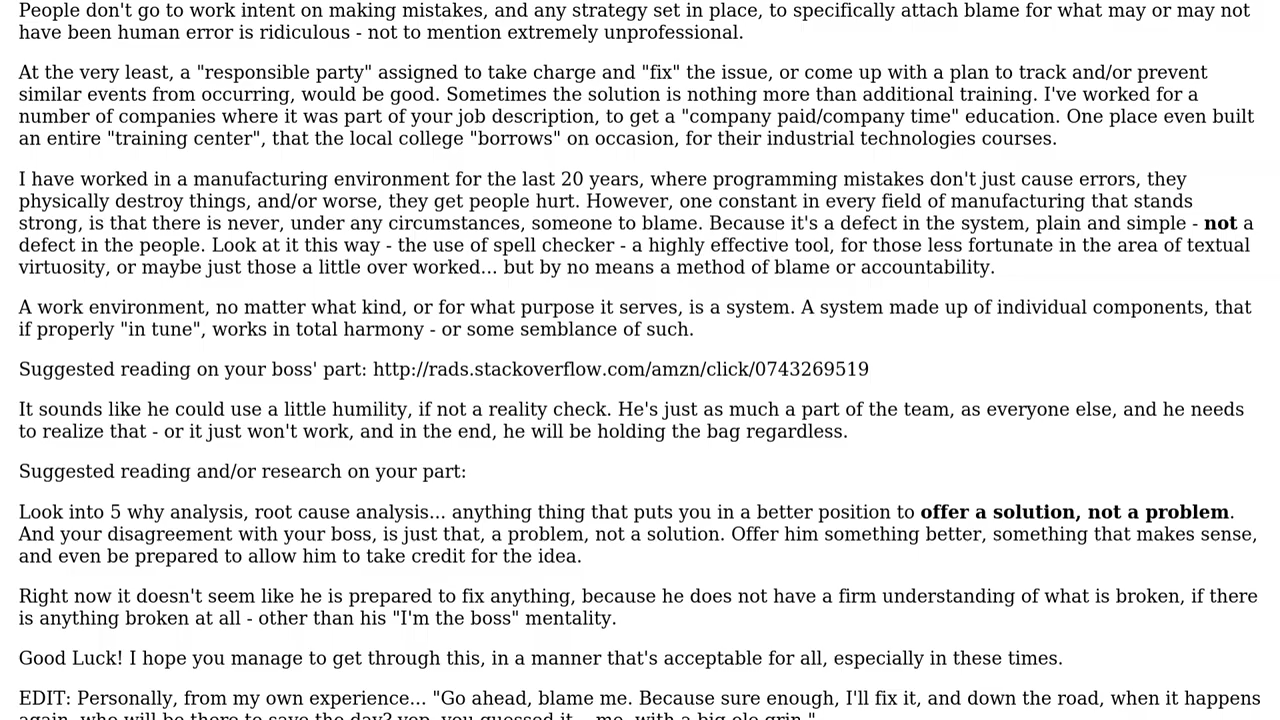 People don't go to work intent on making mistakes, and any strategy set in place, to specifically attach blame for what may or may not
have been human error is ridiculous - not to mention extremely unprofessional.
At the very least, a "responsible party" assigned to take charge and "fix" the issue, or come up with a plan to track and/or prevent
similar events from occurring, would be good. Sometimes the solution is nothing more than additional training. I've worked for a
number of companies where it was part of your job description, to get a "company paid/company time" education. One place even built
an entire "training center", that the local college "borrows" on occasion, for their industrial technologies courses.
I have worked in a manufacturing environment for the last 20 years, where programming mistakes don't just cause errors, they
physically destroy things, and/or worse, they get people hurt. However, one constant in every field of manufacturing that stands
strong, is that there is never, under any circumstances, someone to blame. Because it's a defect in the system, plain and simple - not a
defect in the people. Look at it this way - the use of spell checker - a highly effective tool, for those less fortunate in the area of textual
virtuosity, or maybe just those a little over worked... but by no means a method of blame or accountability.
A work environment, no matter what kind, or for what purpose it serves, is a system. A system made up of individual components, that
if properly "in tune", works in total harmony - or some semblance of such.
Suggested reading on your boss' part: http://rads.stackoverflow.com/amzn/click/0743269519
It sounds like he could use a little humility, if not a reality check. He's just as much a part of the team, as everyone else, and he needs
to realize that - or it just won't work, and in the end, he will be holding the bag regardless.
Suggested reading and/or research on your part:
Look into 5 why analysis, root cause analysis... anything thing that puts you in a better position to offer a solution, not a problem.
And your disagreement with your boss, is just that, a problem, not a solution. Offer him something better, something that makes sense,
and even be prepared to allow him to take credit for the idea.
Right now it doesn't seem like he is prepared to fix anything, because he does not have a firm understanding of what is broken, if there
is anything broken at all - other than his "I'm the boss" mentality.
Good Luck! I hope you manage to get through this, in a manner that's acceptable for all, especially in these times.
EDIT: Personally, from my own experience... "Go ahead, blame me. Because sure enough, I'll fix it, and down the road, when it happens
again, who will be there to save the day? yep, you guessed it... me, with a big ole grin."